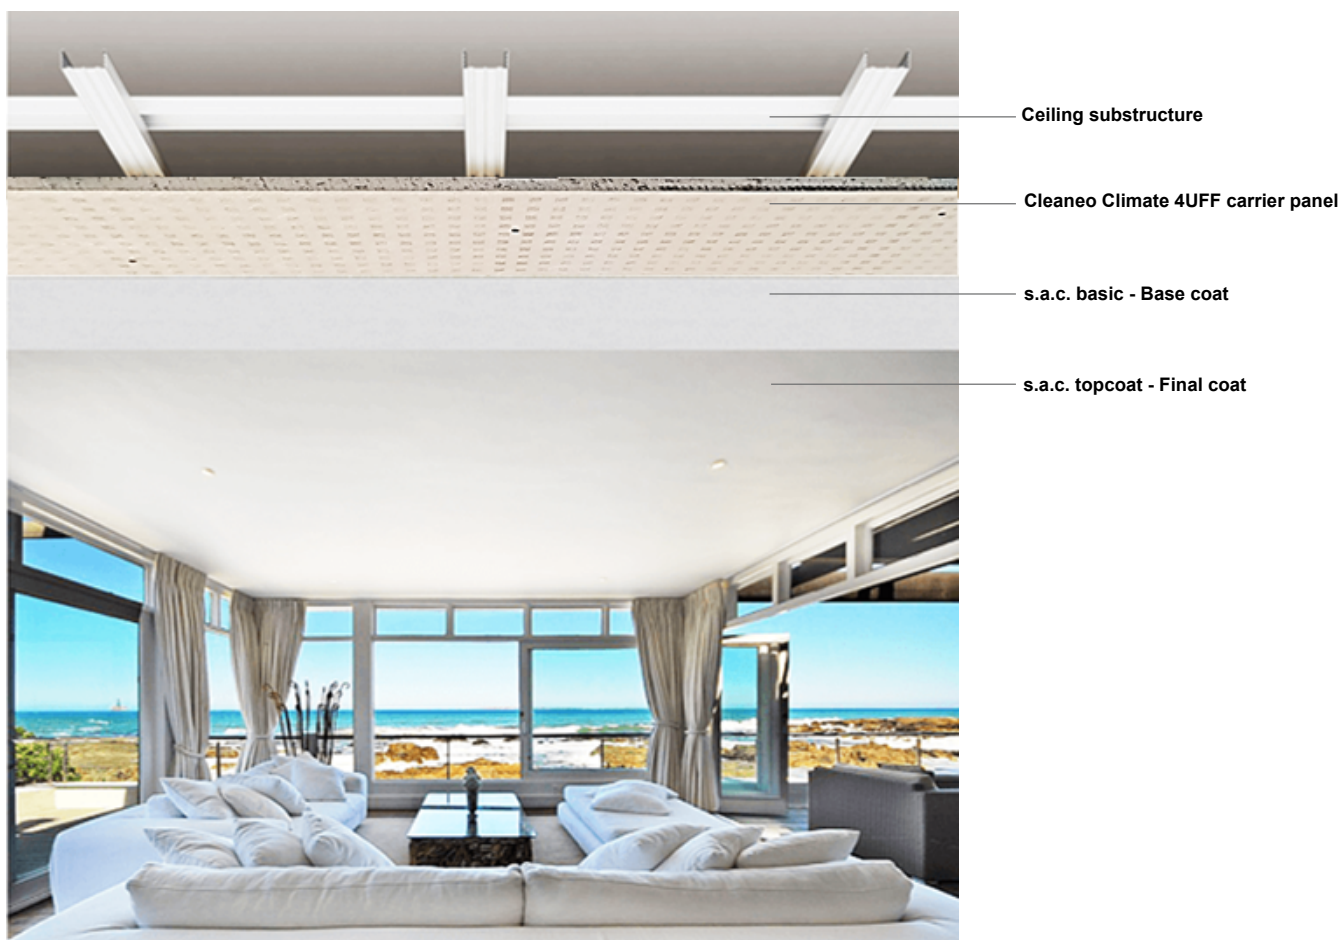 Ceiling substructure
Cleaneo Climate 4UFF carrier panel
s.a.c. basic - Base coat
s.a.c. topcoat - Final coat